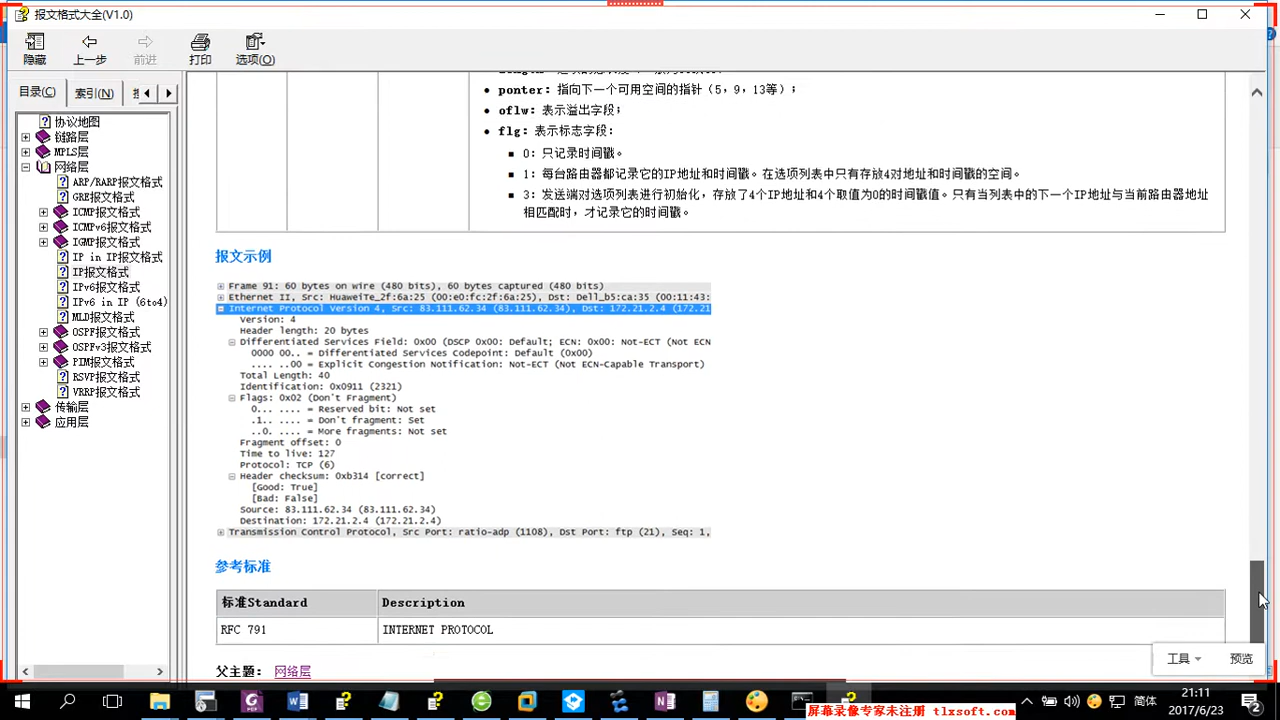 报文格式大全(V1.0)
隐藏 上一步 前进 打印 选项(O)
目录(C) 索引(N)
协议地图
链路层
MPLS层
网络层
ARP/RARP报文格式
GRE报文格式
ICMP报文格式
ICMPv6报文格式
IGMP报文格式
IP in IP报文格式
IP报文格式
IPv6报文格式
IPv6 in IP (6to4)
MLD报文格式
OSPF报文格式
OSPFv3报文格式
PIM报文格式
RSVP报文格式
VRRP报文格式
传输层
应用层
ponter: 指向下一个可用空间的指针(5, 9, 13等);
oflw: 表示溢出字段;
flg: 表示标志字段:
0: 只记录时间戳。
1: 每台路由器都记录它的IP地址和时间戳。在选项列表中只有存放4对地址和时间戳的空间。
3: 发送端对选项列表进行初始化, 存放了4个IP地址和4个取值为0的时间戳值。只有当列表中的下一个IP地址与当前路由器地址
相匹配时, 才记录它的时间戳。
报文示例
Frame 91: 60 bytes on wire (480 bits), 60 bytes captured (480 bits)
Ethernet II, Src: HuaweiTe_2f:6a:25 (00:e0:fc:2f:6a:25), Dst: Dell_b5:ca:35 (00:11:43:
Internet Protocol Version 4, Src: 83.111.62.34 (83.111.62.34), Dst: 172.21.2.4 (172.21
Version: 4
Header length: 20 bytes
Differentiated Services Field: 0x00 (DSCP 0x00: Default; ECN: 0x00: Not-ECT (Not ECN
0000 00.. = Differentiated Services Codepoint: Default (0x00)
.... ..00 = Explicit Congestion Notification: Not-ECT (Not ECN-Capable Transport)
Total Length: 40
Identification: 0x0911 (2321)
Flags: 0x02 (Don't Fragment)
0... .... = Reserved bit: Not set
.1.. .... = Don't fragment: Set
..0. .... = More fragments: Not set
Fragment offset: 0
Time to live: 127
Protocol: TCP (6)
Header checksum: 0xb314 [correct]
[Good: True]
[Bad: False]
Source: 83.111.62.34 (83.111.62.34)
Destination: 172.21.2.4 (172.21.2.4)
Transmission Control Protocol, Src Port: ratio-adp (1108), Dst Port: ftp (21), Seq: 1,
参考标准
标准Standard Description
RFC 791 INTERNET PROTOCOL
父主题: 网络层
工具 预览
简体
21:11
2017/6/23
屏幕录像专家未注册 tlxsoft.com